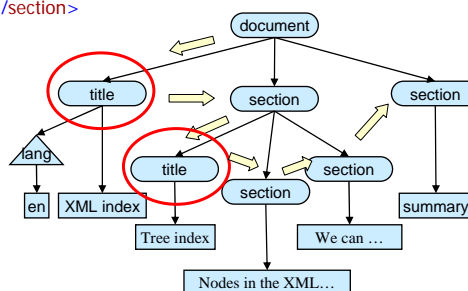 /section>
document
title
section
section
lang
title
section
section
en
XML index
summary
Tree index
We can …
Nodes in the XML…